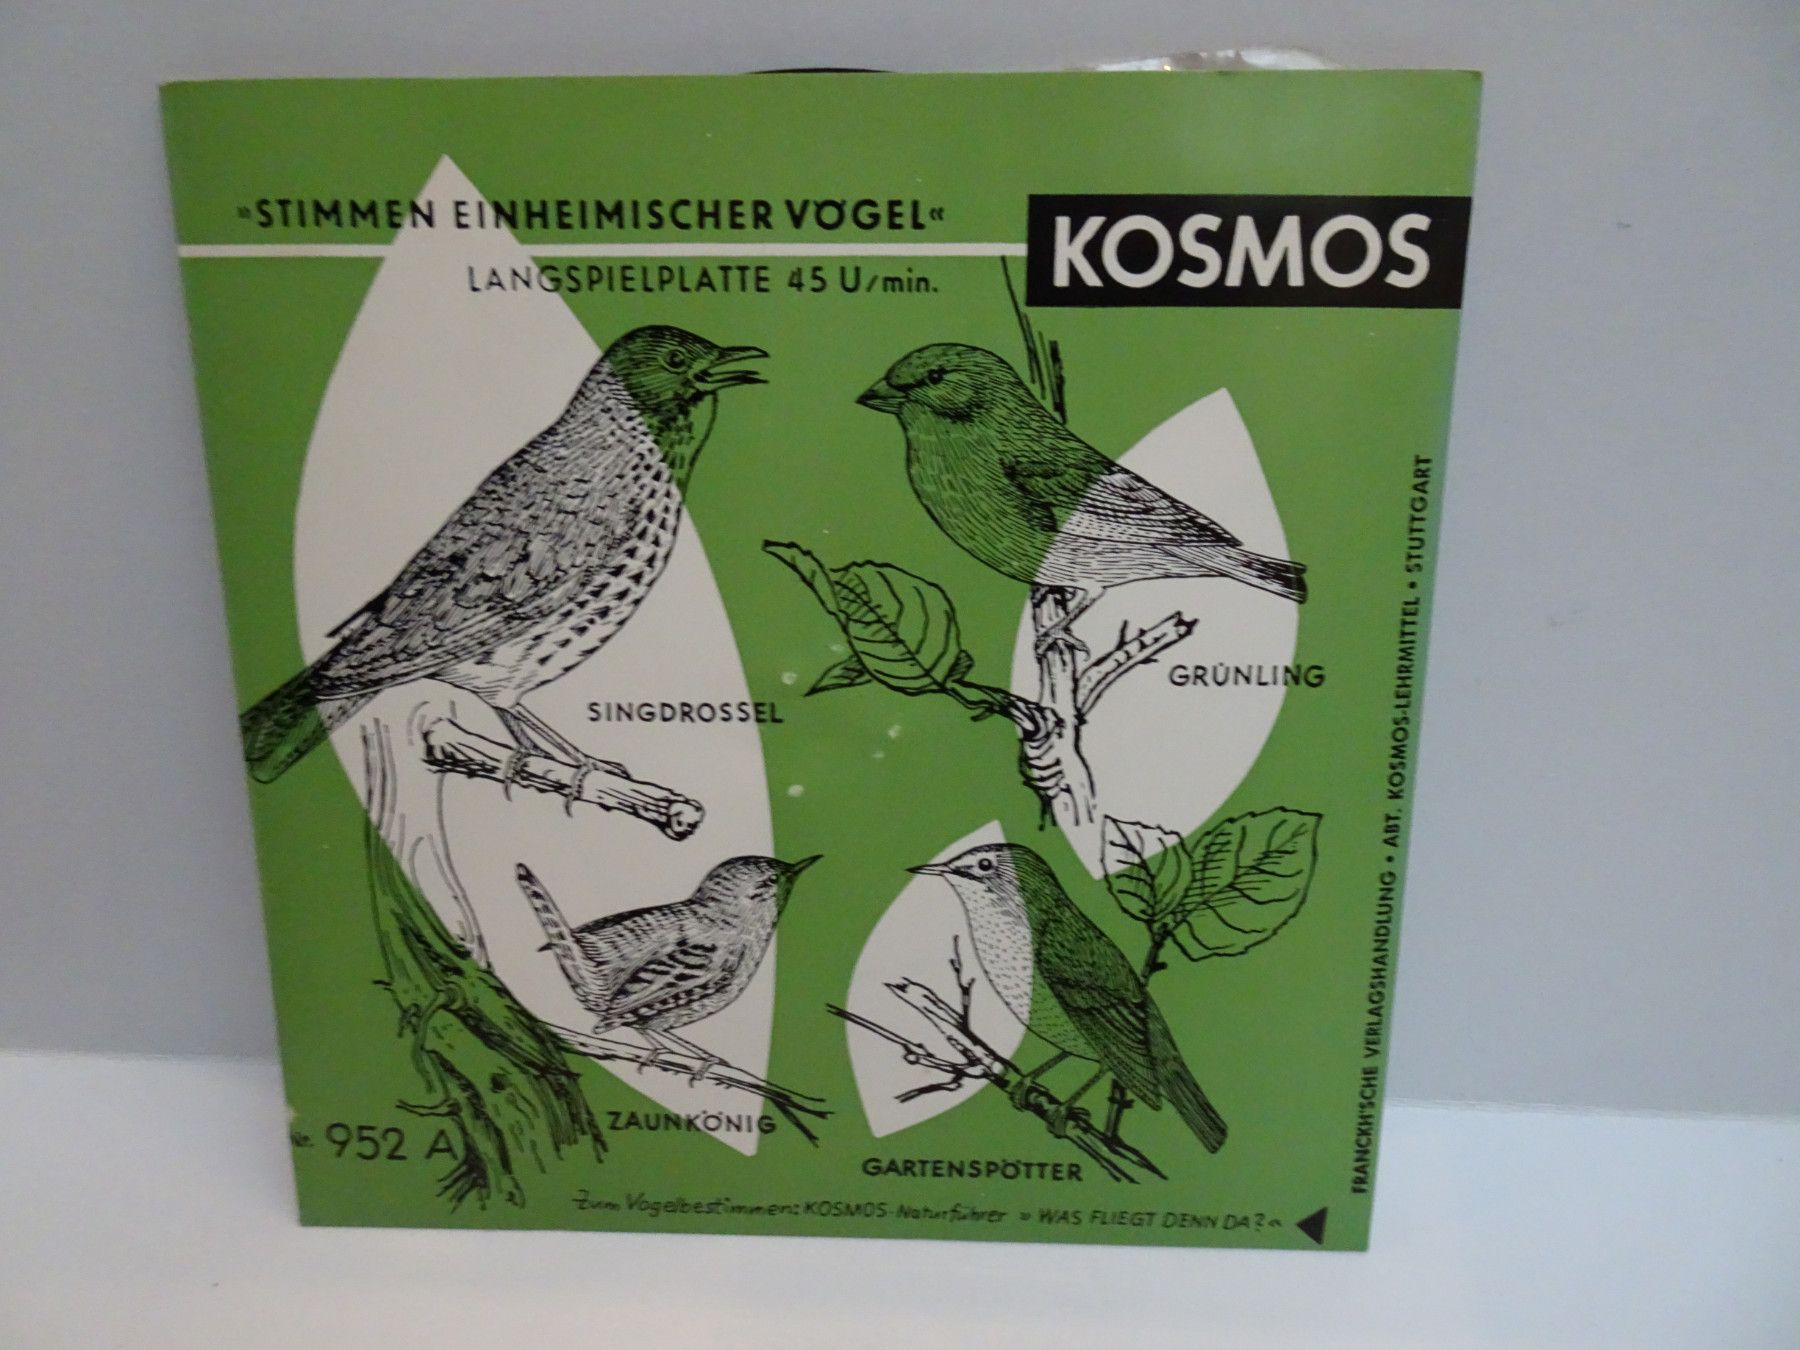 »STIMMEN EINHEIMISCHER VÖGEL«
KOSMOS
LANGSPIELPLATTE 45 U/min.
SINGDROSSEL
GRÜNLING
ZAUNKÖNIG
GARTENSPÖTTER
Nr. 952 A
Zum Vogelbestimmen: KOSMOS-Naturführer »WAS FLIEGT DENN DA?«
FRANCKH'SCHE VERLAGSHANDLUNG • ABT. KOSMOS-LEHRMITTEL • STUTTGART